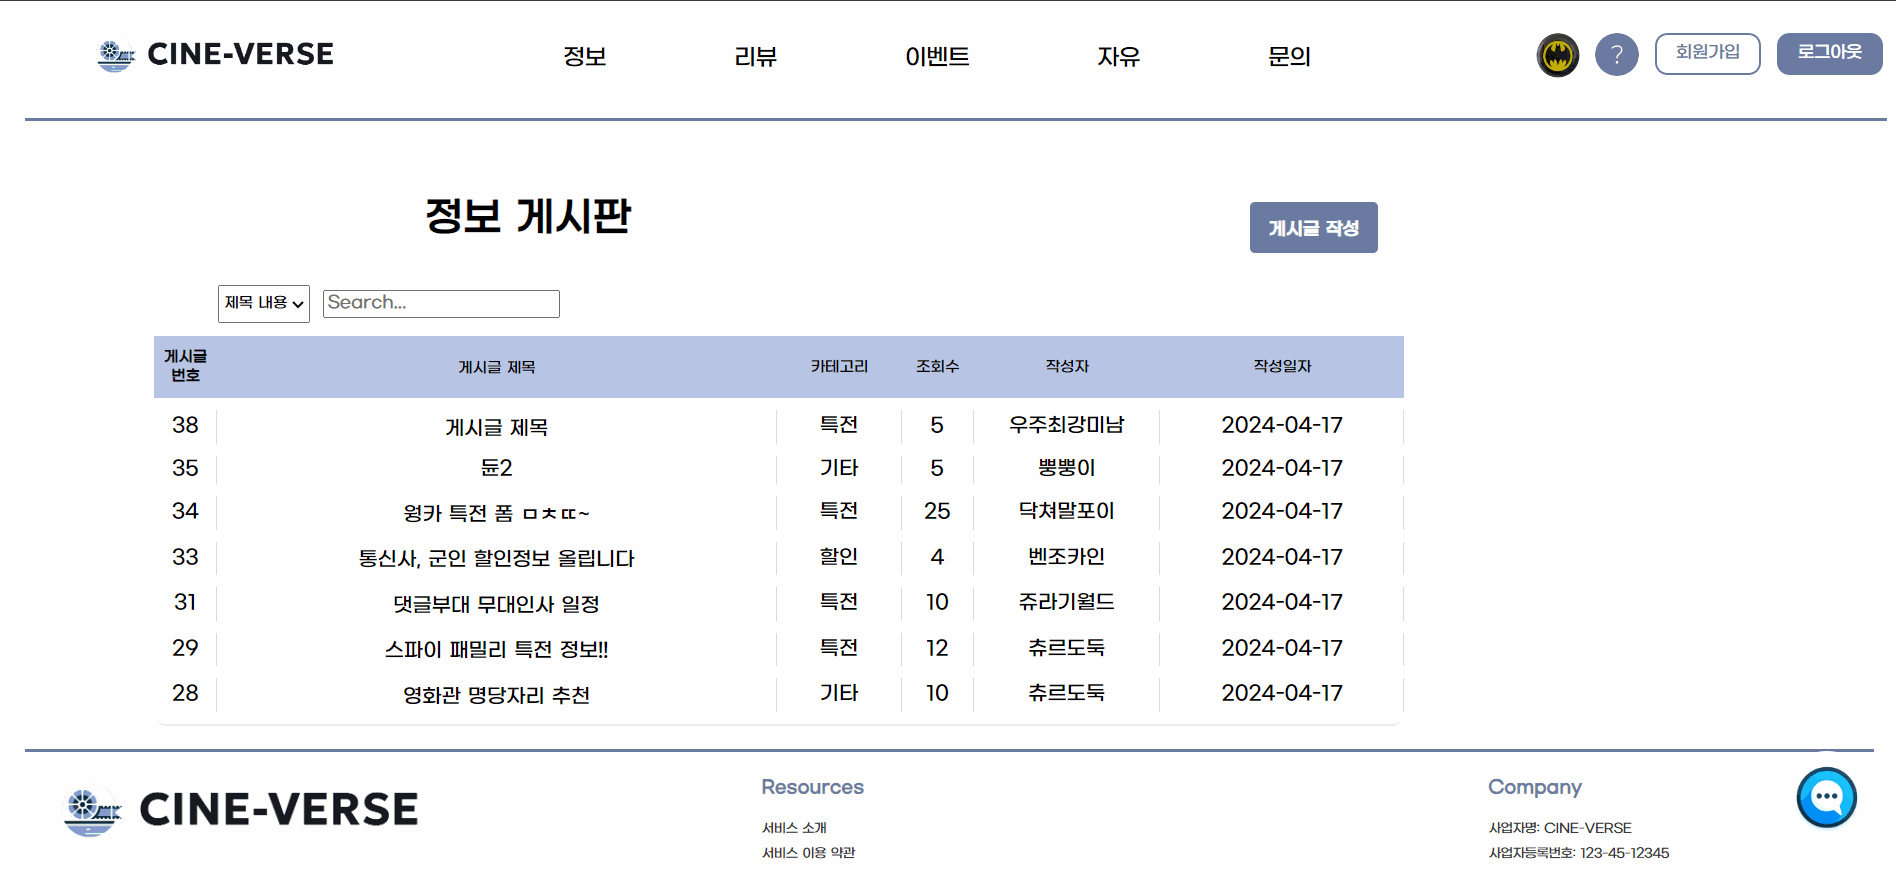 CINE-VERSE 정보 리뷰 이벤트 자유 문의 ? 회원가입 로그아웃
정보 게시판
게시글 작성
제목 내용 Search...
게시글 번호 게시글 제목 카테고리 조회수 작성자 작성일자
38 게시글 제목 특전 5 우주최강미남 2024-04-17
35 듄2 기타 5 뿡뿡이 2024-04-17
34 웡카 특전 폼 ㅁㅊㄸ~ 특전 25 닥쳐말포이 2024-04-17
33 통신사, 군인 할인정보 올립니다 할인 4 벤조카인 2024-04-17
31 댓글부대 무대인사 일정 특전 10 쥬라기월드 2024-04-17
29 스파이 패밀리 특전 정보!! 특전 12 츄르도둑 2024-04-17
28 영화관 명당자리 추천 기타 10 츄르도둑 2024-04-17
CINE-VERSE
Resources
서비스 소개
서비스 이용 약관
Company
사업자명: CINE-VERSE
사업자등록번호: 123-45-12345